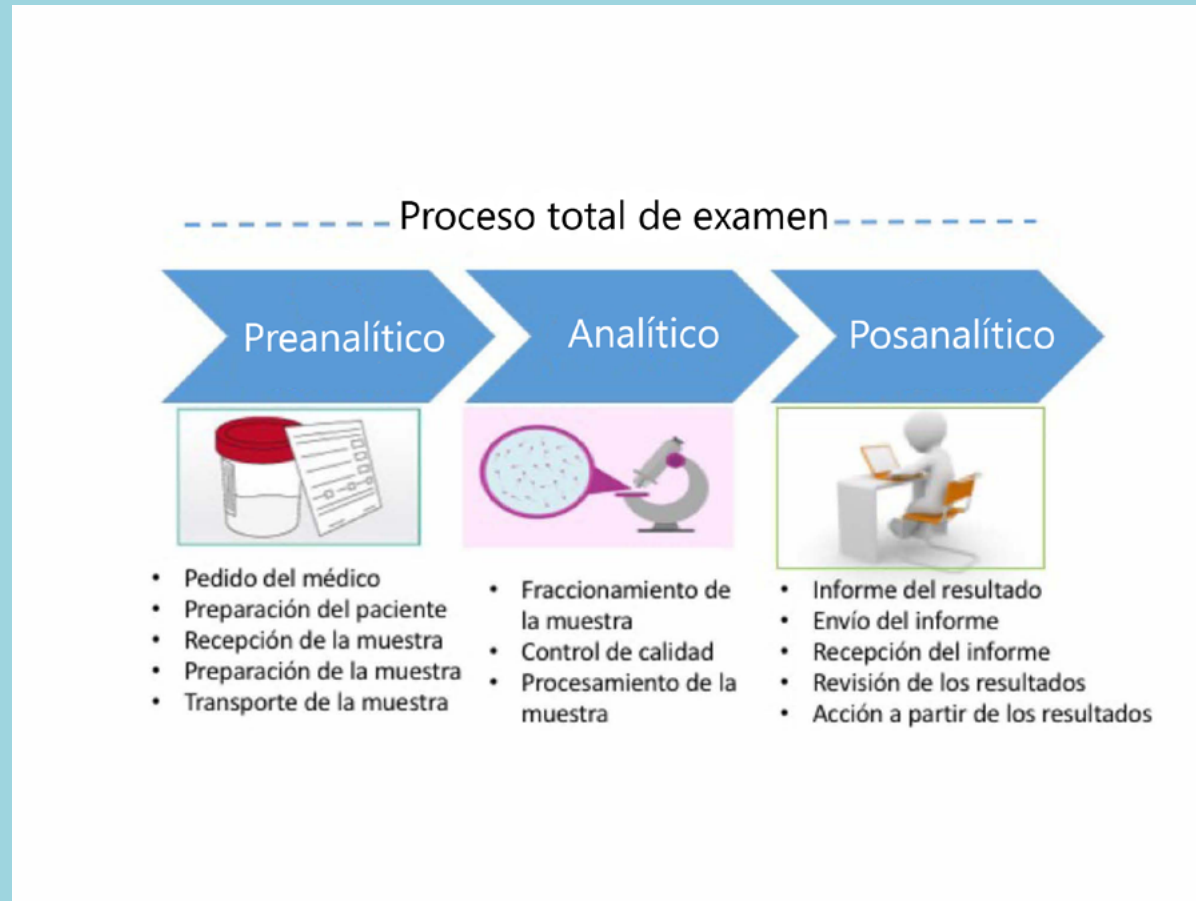 Proceso total de examen
Preanalítico
Analítico
Posanalítico
• Pedido del médico
• Preparación del paciente
• Recepción de la muestra
• Preparación de la muestra
• Transporte de la muestra
• Fraccionamiento de
la muestra
• Control de calidad
• Procesamiento de la
muestra
• Informe del resultado
• Envío del informe
• Recepción del informe
• Revisión de los resultados
• Acción a partir de los resultados